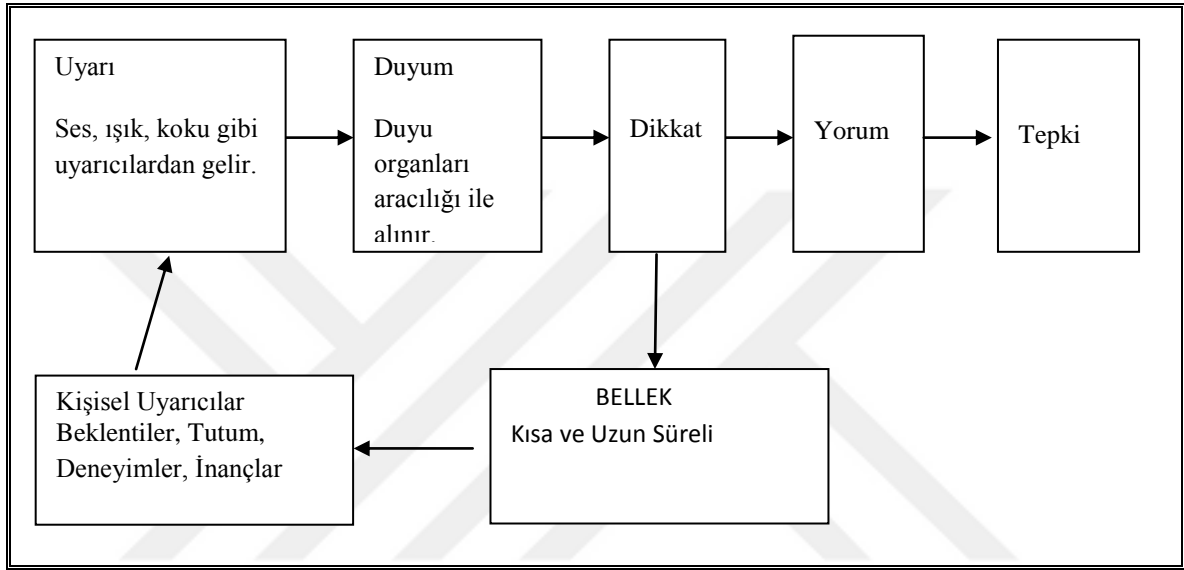 Uyarı
Ses, ışık, koku gibi
uyarıcılardan gelir.
Duyum
Duyu
organları
aracılığı ile
alınır.
Dikkat
Yorum
Tepki
Kişisel Uyarıcılar
Beklentiler, Tutum,
Deneyimler, İnançlar
BELLEK
Kısa ve Uzun Süreli